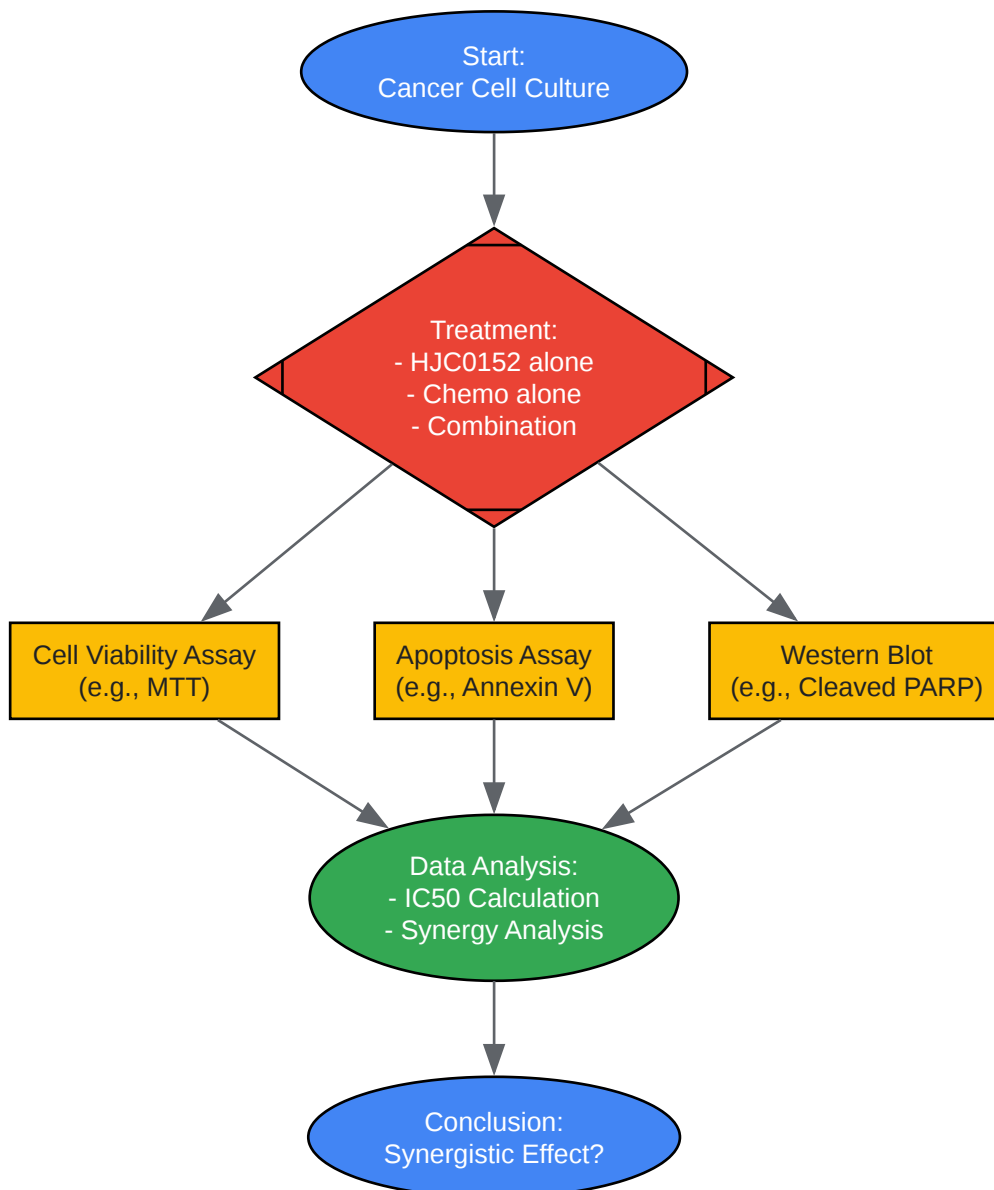 Start:
Cancer Cell Culture
Treatment:
- HJC0152 alone
- Chemo alone
- Combination
Cell Viability Assay
(e.g., MTT)
Apoptosis Assay
(e.g., Annexin V)
Western Blot
(e.g., Cleaved PARP)
Data Analysis:
- IC50 Calculation
- Synergy Analysis
Conclusion:
Synergistic Effect?